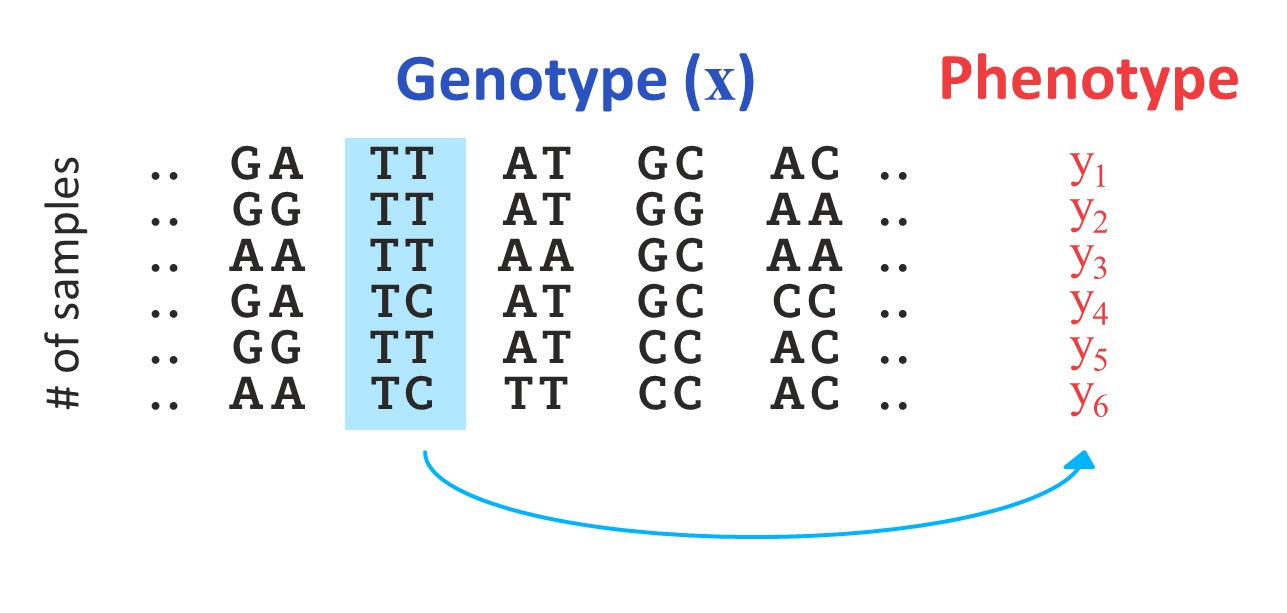 Genotype (x) Phenotype
# of samples
.. GA TT AT GC AC .. y₁
.. GG TT AT GG AA .. y₂
.. AA TT AA GC AA .. y₃
.. GA TC AT GC CC .. y₄
.. GG TT AT CC AC .. y₅
.. AA TC TT CC AC .. y₆